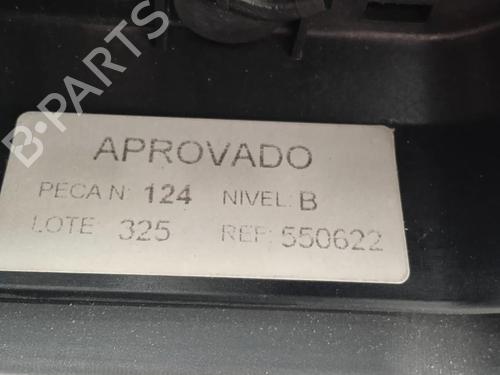 B-PARTS
APROVADO
PECA N: 124 NIVEL: B
LOTE: 325 REF: 550622